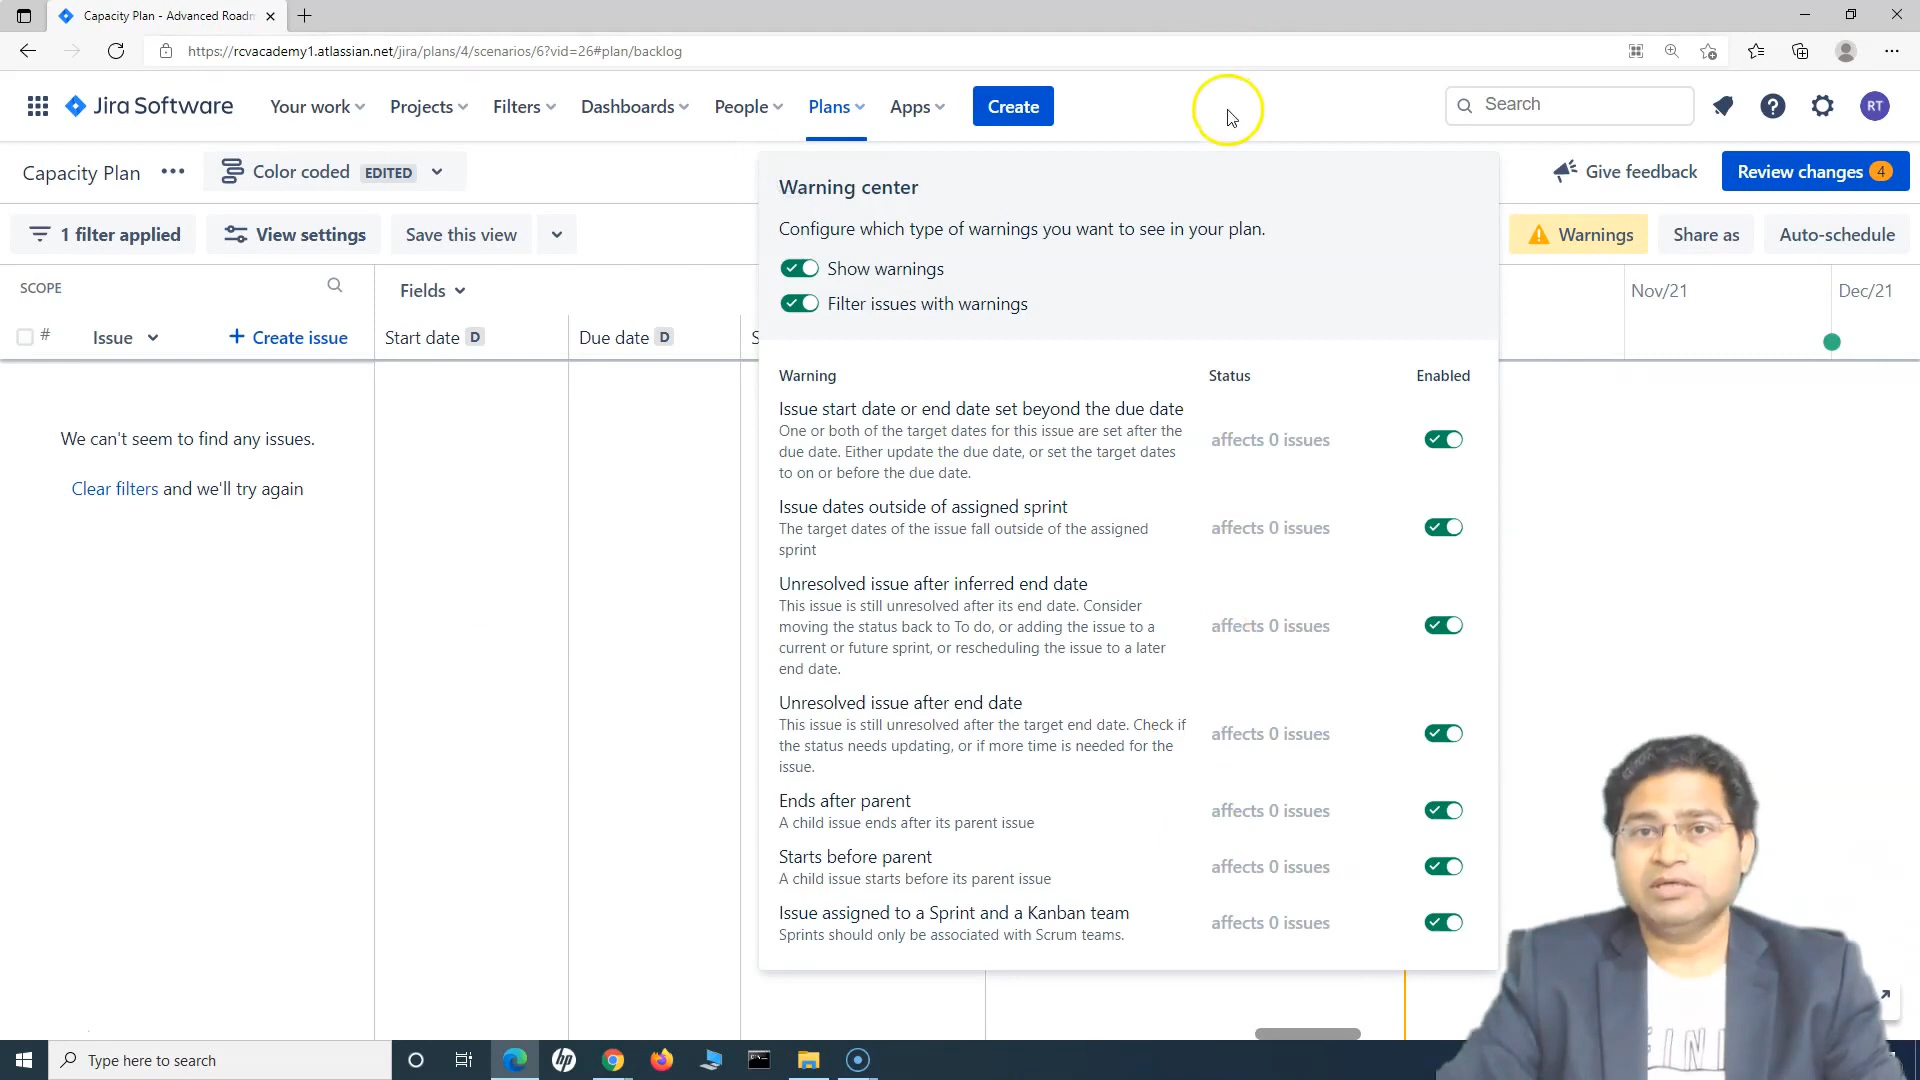 Capacity Plan - Advanced Roadm
https://rcvacademy1.atlassian.net/jira/plans/4/scenarios/6?vid=26#plan/backlog
Jira Software Your work Projects Filters Dashboards People Plans Apps Create Search RT
Capacity Plan Color coded EDITED Give feedback Review changes 4
1 filter applied View settings Save this view Warnings Share as Auto-schedule
SCOPE Fields Nov/21 Dec/21
# Issue + Create issue Start date D Due date D S
We can't seem to find any issues.
Clear filters and we'll try again
Warning center
Configure which type of warnings you want to see in your plan.
Show warnings
Filter issues with warnings
Warning Status Enabled
Issue start date or end date set beyond the due date
One or both of the target dates for this issue are set after the
due date. Either update the due date, or set the target dates
to on or before the due date.
affects 0 issues
Issue dates outside of assigned sprint
The target dates of the issue fall outside of the assigned
sprint
affects 0 issues
Unresolved issue after inferred end date
This issue is still unresolved after its end date. Consider
moving the status back to To do, or adding the issue to a
current or future sprint, or rescheduling the issue to a later
end date.
affects 0 issues
Unresolved issue after end date
This issue is still unresolved after the target end date. Check if
the status needs updating, or if more time is needed for the
issue.
affects 0 issues
Ends after parent
A child issue ends after its parent issue
affects 0 issues
Starts before parent
A child issue starts before its parent issue
affects 0 issues
Issue assigned to a Sprint and a Kanban team
Sprints should only be associated with Scrum teams.
affects 0 issues
Type here to search
hp